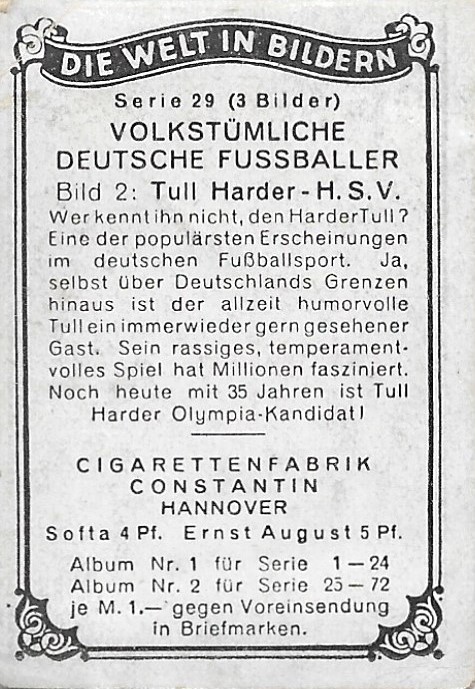 DIE WELT IN BILDERN
Serie 29 (3 Bilder)
VOLKSTÜMLICHE
DEUTSCHE FUSSBALLER
Bild 2: Tull Harder - H. S. V.
Wer kennt ihn nicht, den Harder Tull?
Eine der populärsten Erscheinungen
im deutschen Fußballsport. Ja,
selbst über Deutschlands Grenzen
hinaus ist der allzeit humorvolle
Tull ein immer wieder gern gesehener
Gast. Sein rassiges, temperament-
volles Spiel hat Millionen fasziniert.
Noch heute mit 35 Jahren ist Tull
Harder Olympia-Kandidat!
CIGARETTENFABRIK
CONSTANTIN
HANNOVER
Softa 4 Pf. Ernst August 5 Pf.
Album Nr. 1 für Serie 1 — 24
Album Nr. 2 für Serie 25 — 72
je M. 1.— gegen Voreinsendung
in Briefmarken.